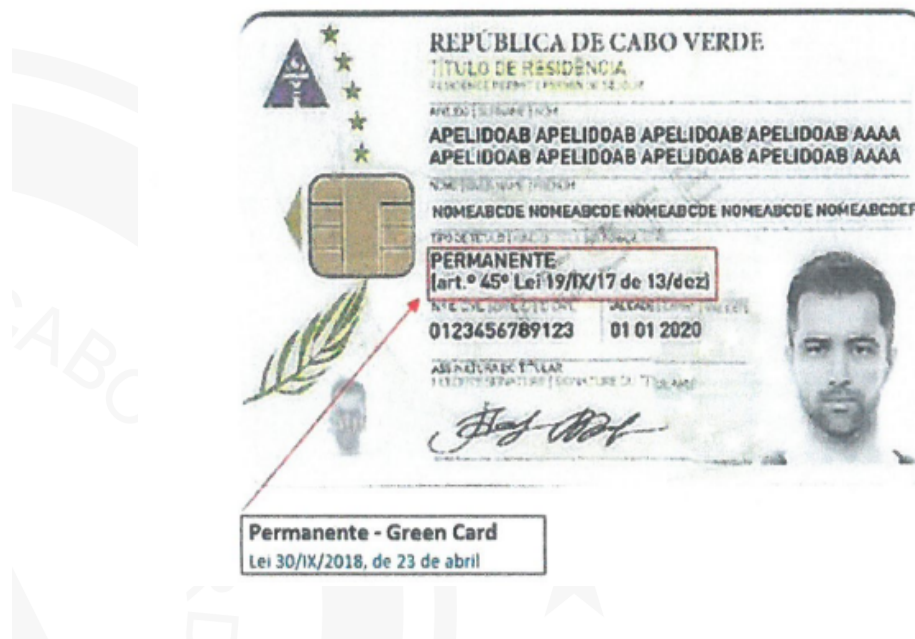 REPÚBLICA DE CABO VERDE
TÍTULO DE RESIDÊNCIA
APELIDOAB APELIDOAB APELIDOAB APELIDOAB AAAA
APELIDOAB APELIDOAB APELIDOAB APELIDOAB AAAA
NOMEABCDE NOMEABCDE NOMEABCDE NOMEABCDE NOMEABCDEF
PERMANENTE
(art.º 45º Lei 19/IX/17 de 13/dez)
0123456789123 01 01 2020
ASSINATURA DO TITULAR
Permanente - Green Card
Lei 30/IX/2018, de 23 de abril
CABO